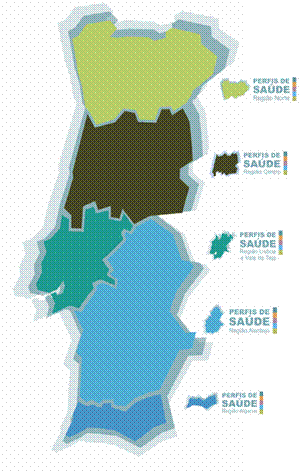 PERFIS DE
SAÚDE
Região Norte
PERFIS DE
SAÚDE
Região Centro
PERFIS DE
SAÚDE
Região Lisboa
e Vale do Tejo
PERFIS DE
SAÚDE
Região Alentejo
PERFIS DE
SAÚDE
Região Algarve